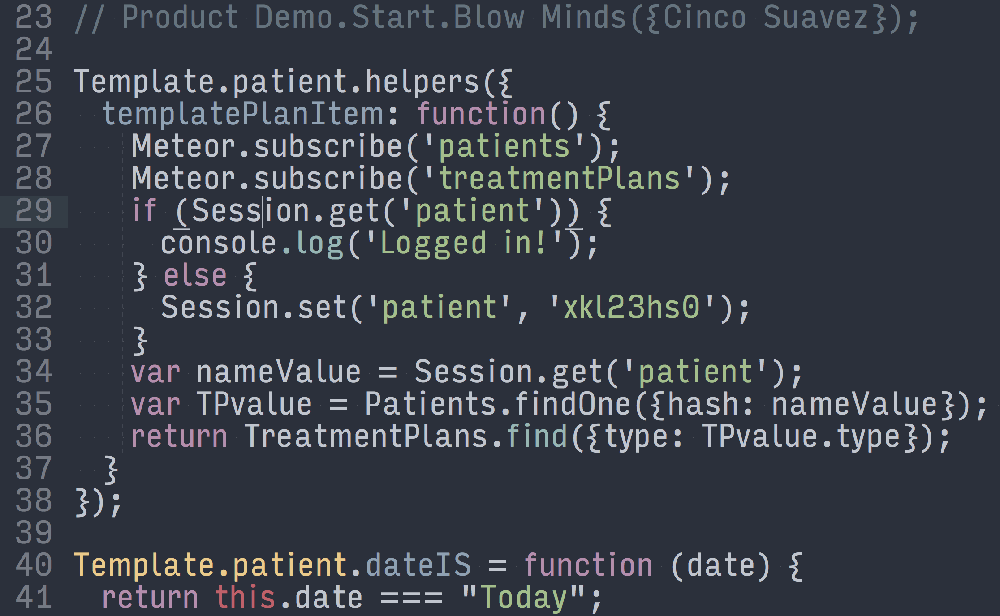 23 // Product Demo.Start.Blow Minds({Cinco Suavez});
24
25 Template.patient.helpers({
26   templatePlanItem: function() {
27     Meteor.subscribe('patients');
28     Meteor.subscribe('treatmentPlans');
29     if (Session.get('patient')) {
30       console.log('Logged in!');
31     } else {
32       Session.set('patient', 'xkl23hs0');
33     }
34     var nameValue = Session.get('patient');
35     var TPvalue = Patients.findOne({hash: nameValue});
36     return TreatmentPlans.find({type: TPvalue.type});
37   }
38 });
39
40 Template.patient.dateIS = function (date) {
41   return this.date === "Today";